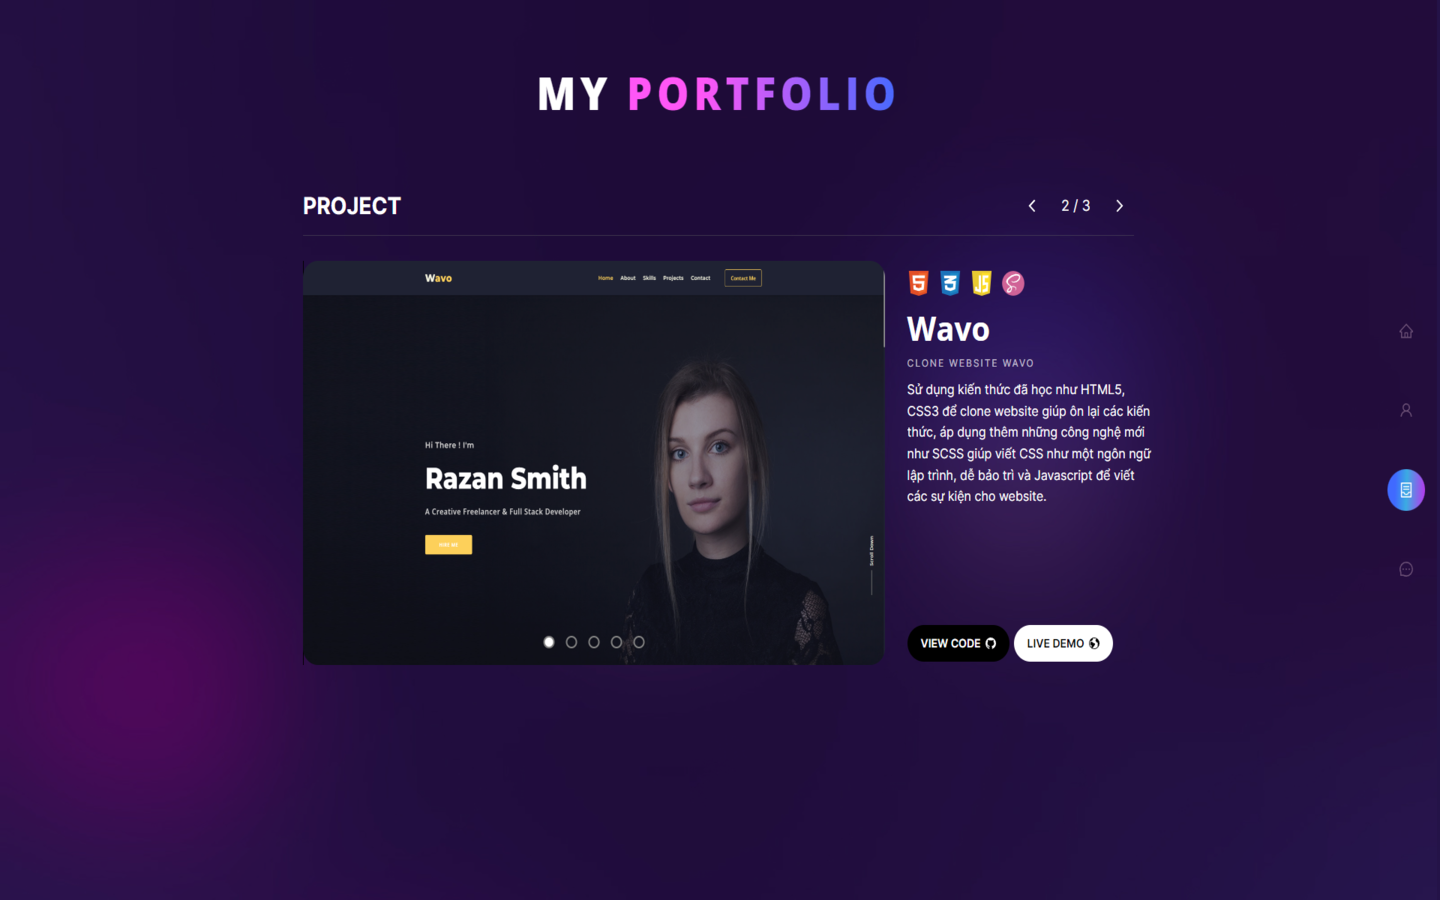 MY PORTFOLIO
PROJECT
2 / 3
Wavo
Home About Skills Projects Contact Contact Me
Hi There ! I'm
Razan Smith
A Creative Freelancer & Full Stack Developer
Scroll Down
Wavo
CLONE WEBSITE WAVO
Sử dụng kiến thức đã học như HTML5,
CSS3 để clone website giúp ôn lại các kiến
thức, áp dụng thêm những công nghệ mới
như SCSS giúp viết CSS như một ngôn ngữ
lập trình, dễ bảo trì và Javascript để viết
các sự kiện cho website.
VIEW CODE
LIVE DEMO